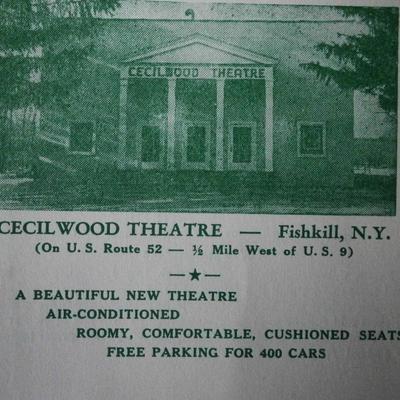 CECILWOOD THEATRE
CECILWOOD THEATRE — Fishkill, N.Y.
(On U. S. Route 52 — ½ Mile West of U. S. 9)
—★—
A BEAUTIFUL NEW THEATRE
AIR-CONDITIONED
ROOMY, COMFORTABLE, CUSHIONED SEATS
FREE PARKING FOR 400 CARS